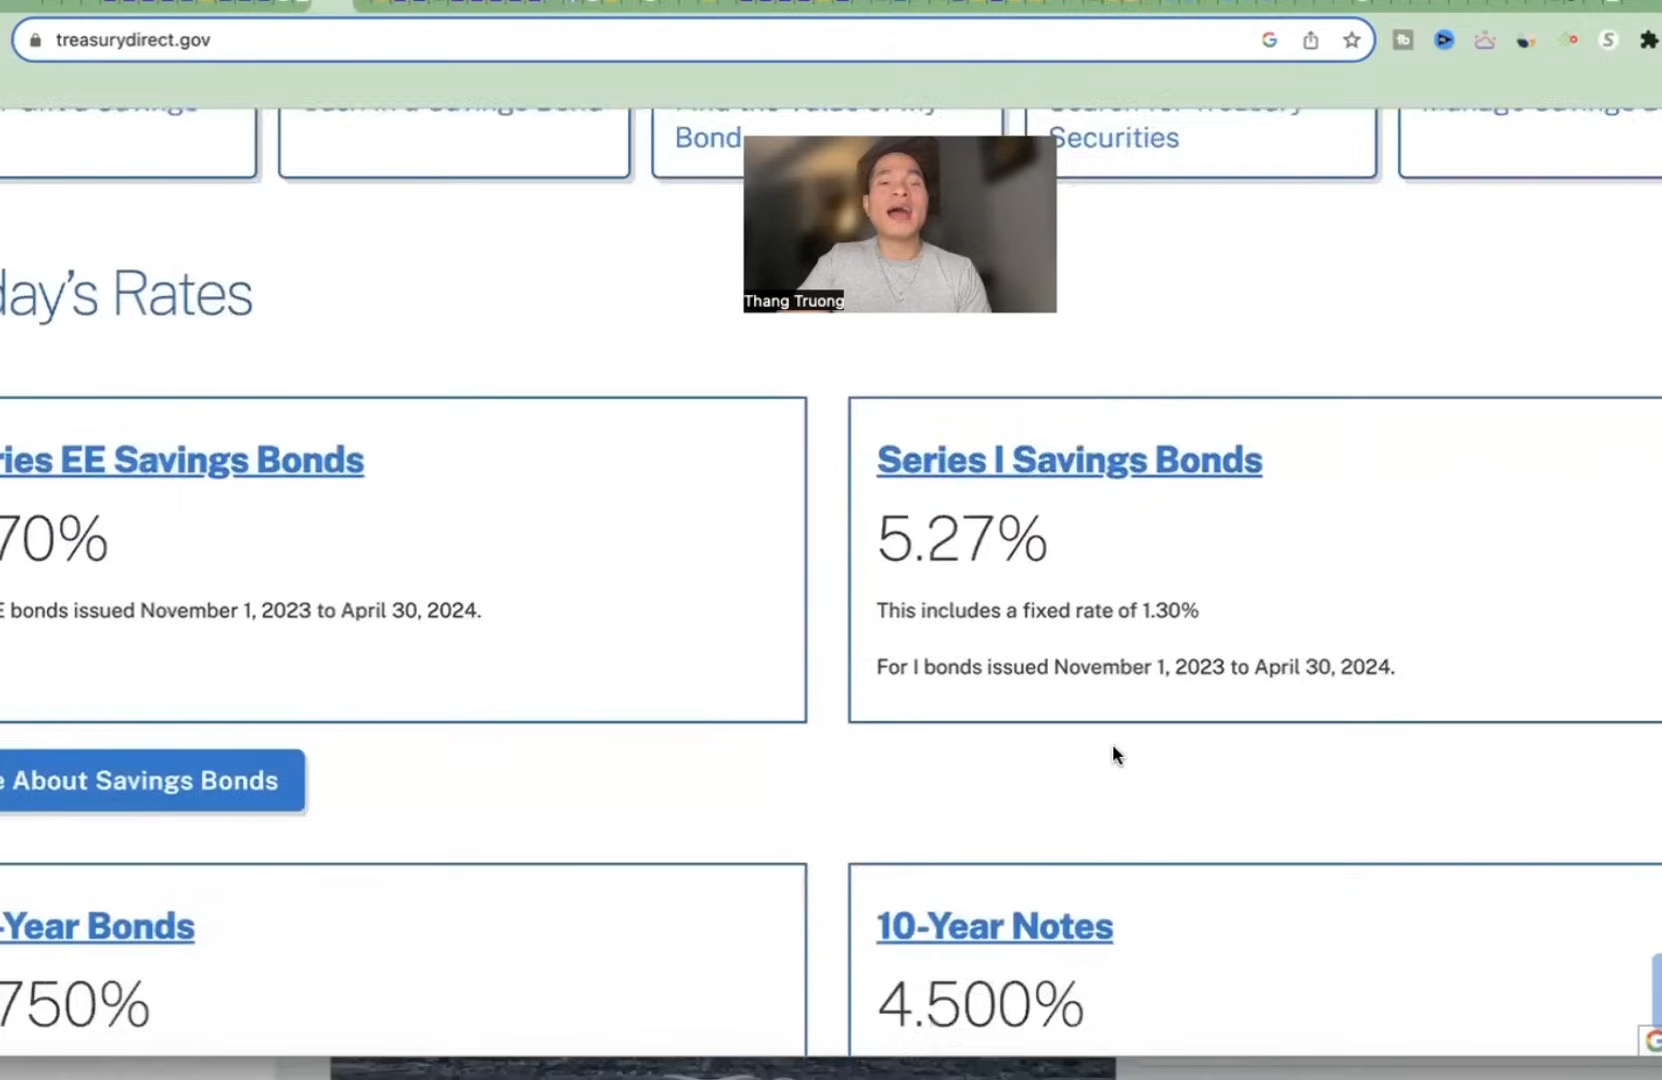 treasurydirect.gov
Bond
Securities
Thang Truong
day's Rates
ries EE Savings Bonds
Series I Savings Bonds
70%
5.27%
E bonds issued November 1, 2023 to April 30, 2024.
This includes a fixed rate of 1.30%
For I bonds issued November 1, 2023 to April 30, 2024.
e About Savings Bonds
-Year Bonds
10-Year Notes
750%
4.500%